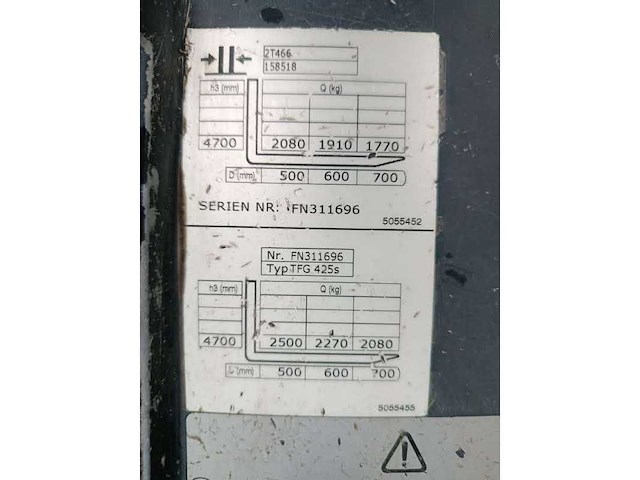 2T466
158518
h3 (mm) Q (kg)
4700 2080 1910 1770
D (mm) 500 600 700
SERIEN NR: FN311696
5055452
Nr. FN311696
Typ TFG 425s
h3 (mm) Q (kg)
4700 2500 2270 2080
(mm) 500 600 700
5055455